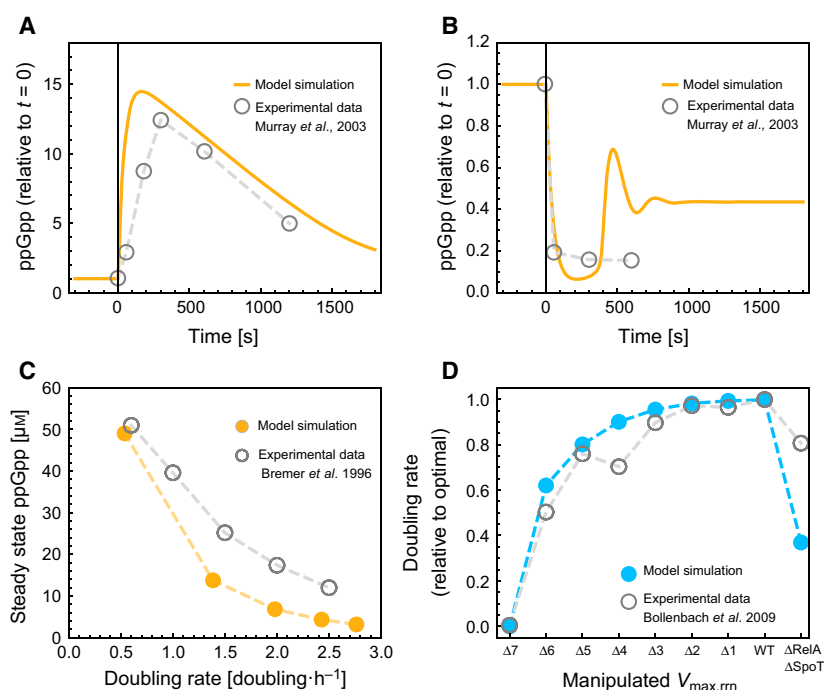 A
ppGpp (relative to t = 0)
15
10
5
0
Model simulation
Experimental data
Murray et al., 2003
0 500 1000 1500
Time [s]
B
ppGpp (relative to t = 0)
1.2
1.0
0.8
0.6
0.4
0.2
0.0
Model simulation
Experimental data
Murray et al., 2003
0 500 1000 1500
Time [s]
C
Steady state ppGpp [µM]
60
50
40
30
20
10
0
Model simulation
Experimental data
Bremer et al. 1996
0.0 0.5 1.0 1.5 2.0 2.5 3.0
Doubling rate [doubling·h⁻¹]
D
Doubling rate
(relative to optimal)
1.0
0.8
0.6
0.4
0.2
0.0
Model simulation
Experimental data
Bollenbach et al. 2009
Δ7 Δ6 Δ5 Δ4 Δ3 Δ2 Δ1 WT ΔRelA
ΔSpoT
Manipulated Vmax,rrn